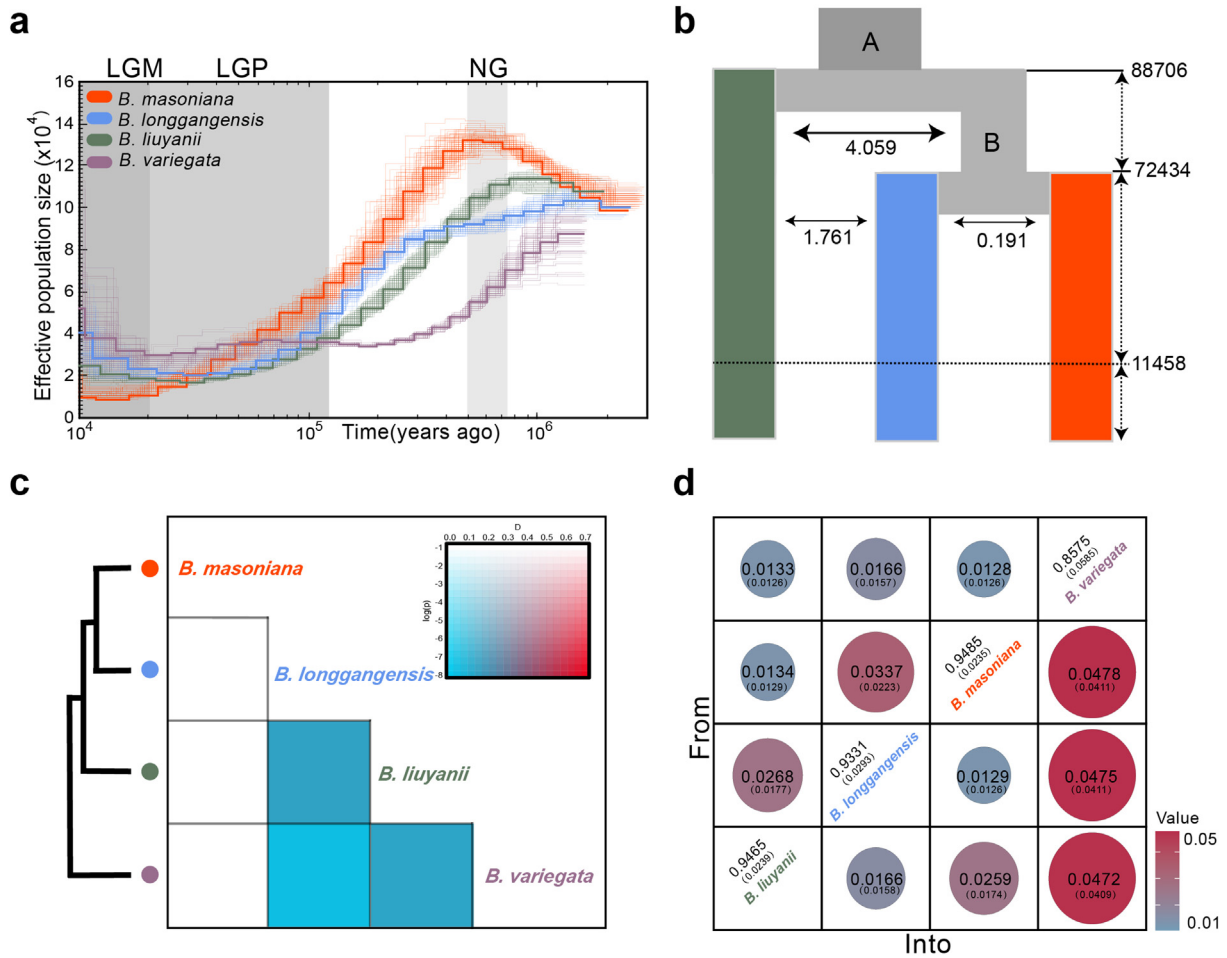 a
LGM LGP NG
Effective population size (x10⁴)
16
14
12
10
8
6
4
2
0
B. masoniana
B. longgangensis
B. liuyanii
B. variegata
10⁴ 10⁵ 10⁶
Time(years ago)
b
A
88706
B
4.059
72434
1.761
0.191
11458
c
D
0.0 0.1 0.2 0.3 0.4 0.5 0.6 0.7
log(p)
-1
-2
-3
-4
-5
-6
-7
-8
B. masoniana
B. longgangensis
B. liuyanii
B. variegata
d
From
0.0133 0.0166 0.0128 0.8575
(0.0126) (0.0157) (0.0126) (0.0585)
B. variegata
0.0134 0.0337 0.9485 0.0478
(0.0129) (0.0223) (0.0235) (0.0411)
B. masoniana
0.0268 0.9331 0.0129 0.0475
(0.0177) (0.0293) (0.0126) (0.0411)
B. longgangensis
0.9465 0.0166 0.0259 0.0472
(0.0239) (0.0158) (0.0174) (0.0409)
B. liuyanii
Into
Value
0.05
0.01